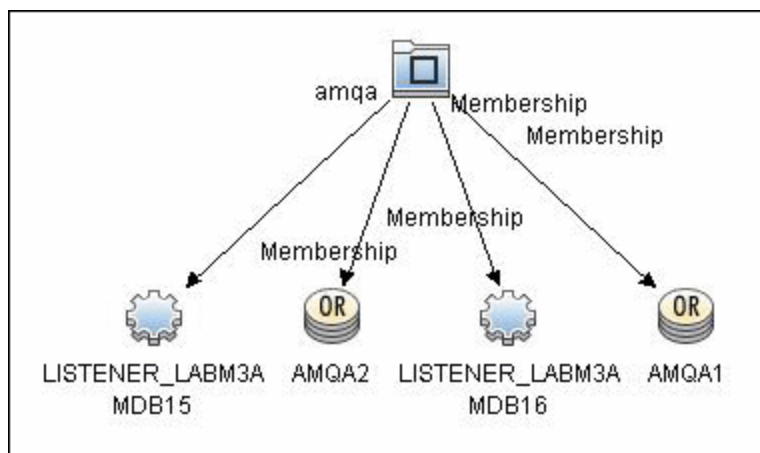 amqa
Membership
Membership
Membership
Membership
OR
OR
LISTENER_LABM3A
MDB15
AMQA2
LISTENER_LABM3A
MDB16
AMQA1